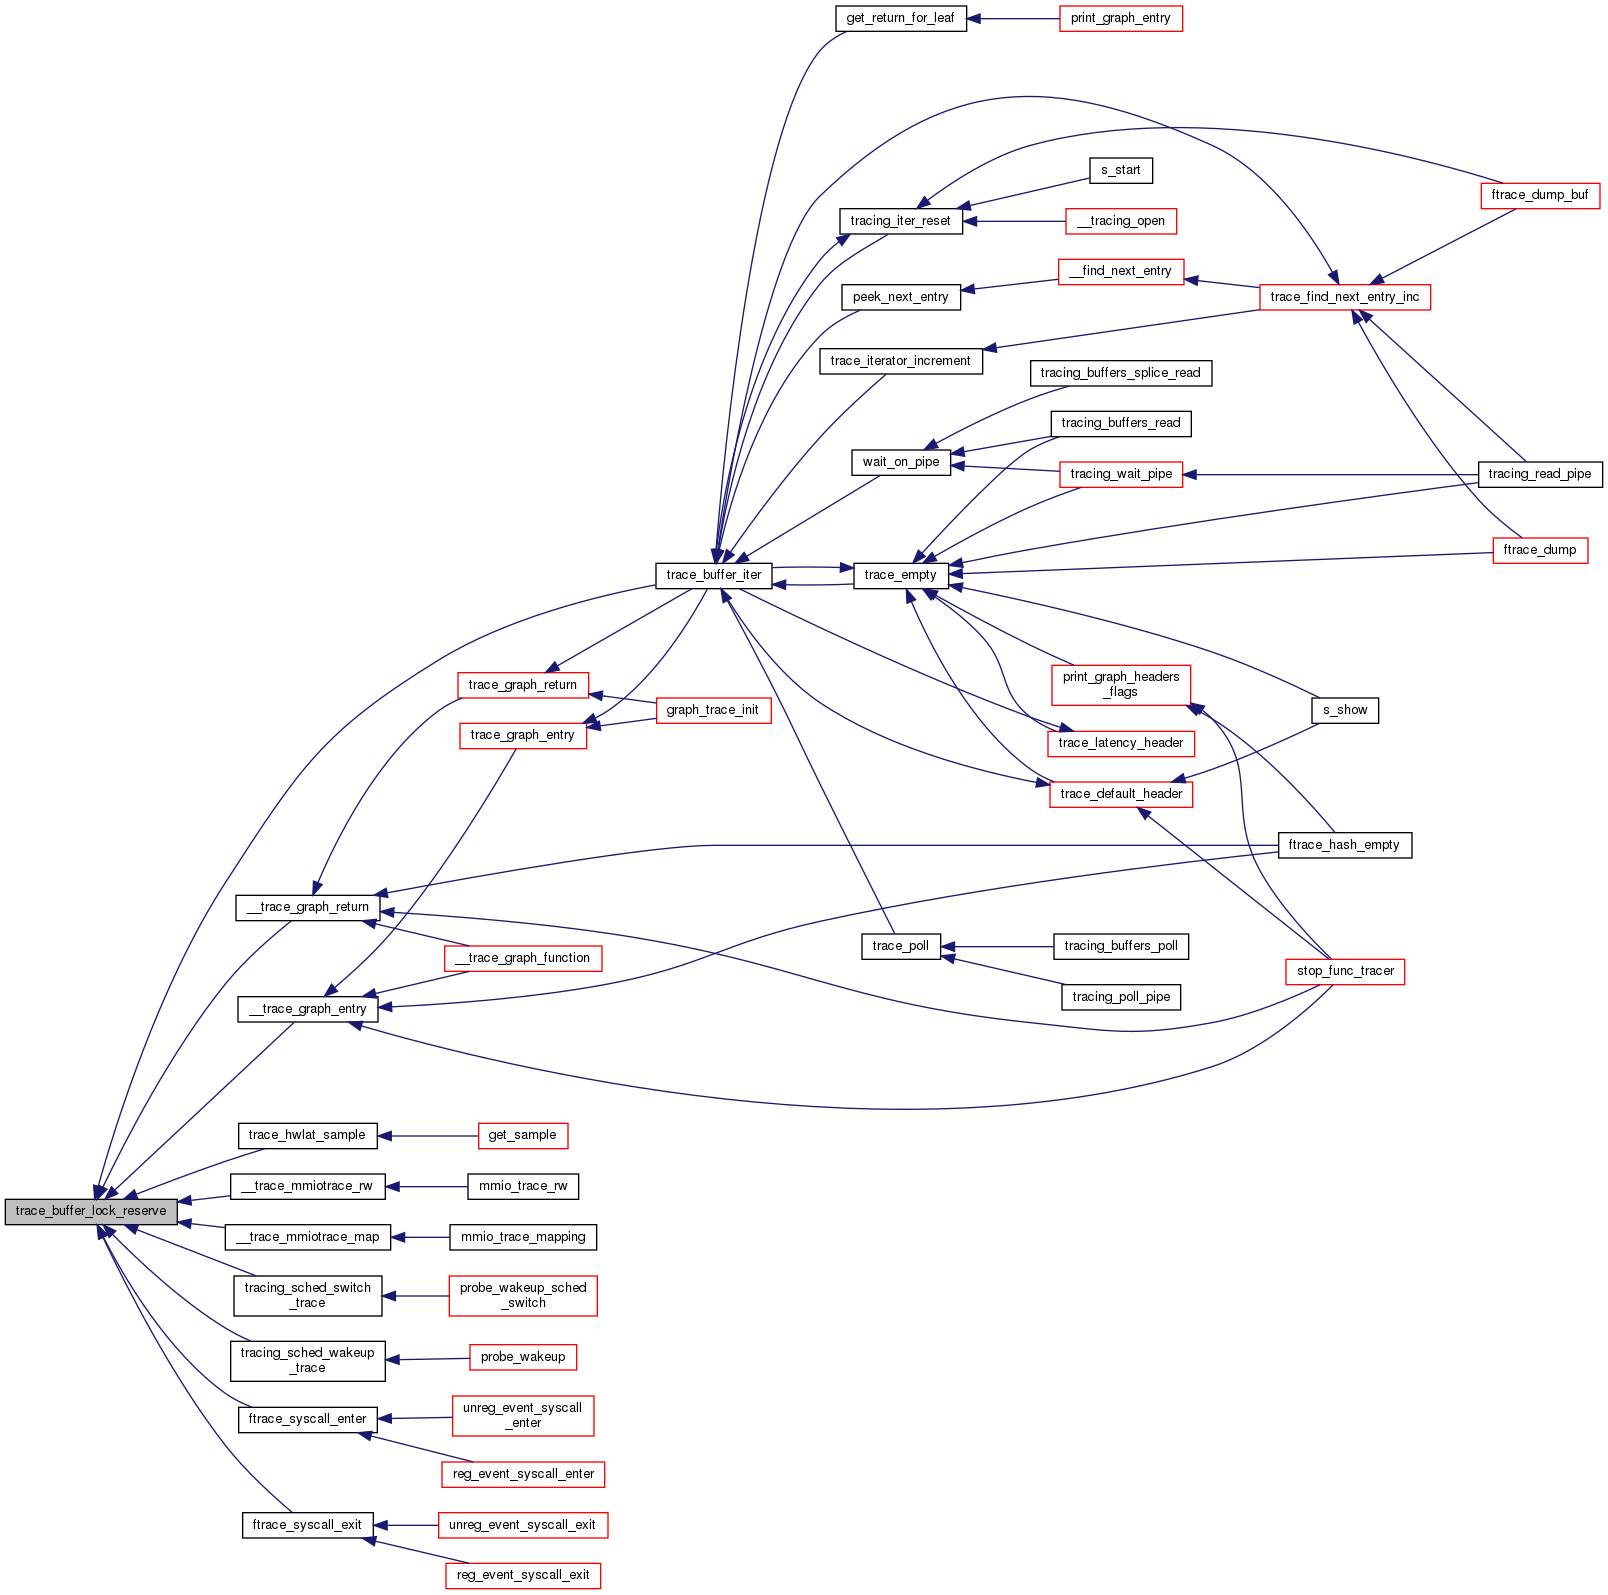 get_return_for_leaf
print_graph_entry
s_start
ftrace_dump_buf
tracing_iter_reset
__tracing_open
__find_next_entry
peek_next_entry
trace_find_next_entry_inc
trace_iterator_increment
tracing_buffers_splice_read
tracing_buffers_read
wait_on_pipe
tracing_wait_pipe
tracing_read_pipe
ftrace_dump
trace_buffer_iter
trace_empty
print_graph_headers
_flags
trace_graph_return
graph_trace_init
s_show
trace_graph_entry
trace_latency_header
trace_default_header
ftrace_hash_empty
__trace_graph_return
trace_poll
tracing_buffers_poll
__trace_graph_function
stop_func_tracer
tracing_poll_pipe
__trace_graph_entry
trace_hwlat_sample
get_sample
__trace_mmiotrace_rw
mmio_trace_rw
trace_buffer_lock_reserve
__trace_mmiotrace_map
mmio_trace_mapping
tracing_sched_switch
_trace
probe_wakeup_sched
_switch
tracing_sched_wakeup
_trace
probe_wakeup
ftrace_syscall_enter
unreg_event_syscall
_enter
reg_event_syscall_enter
ftrace_syscall_exit
unreg_event_syscall_exit
reg_event_syscall_exit